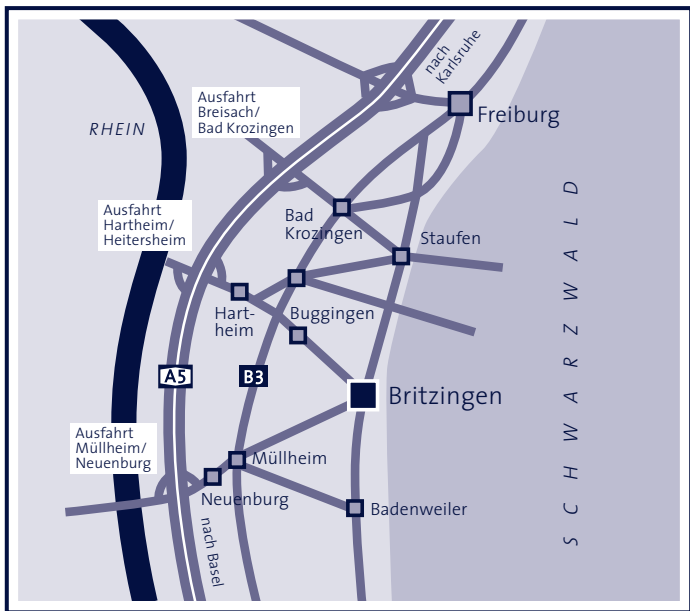 nach
Karlsruhe
Ausfahrt
Breisach/
Bad Krozingen
Freiburg
RHEIN
SCHWARZWALD
Ausfahrt
Hartheim/
Heitersheim
Bad
Krozingen
Staufen
Hart-
heim
Buggingen
A5
B3
Britzingen
Ausfahrt
Müllheim/
Neuenburg
Müllheim
Neuenburg
Badenweiler
nach Basel